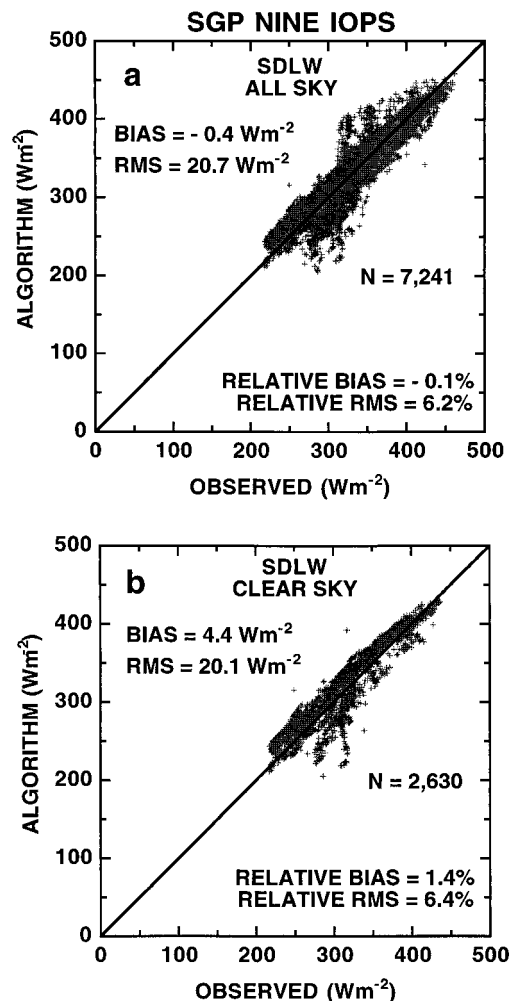 SGP NINE IOPS
a
SDLW
ALL SKY
BIAS = - 0.4 Wm-2
RMS = 20.7 Wm-2
N = 7,241
RELATIVE BIAS = - 0.1%
RELATIVE RMS = 6.2%
ALGORITHM (Wm-2)
500
400
300
200
100
0
0 100 200 300 400 500
OBSERVED (Wm-2)
b
SDLW
CLEAR SKY
BIAS = 4.4 Wm-2
RMS = 20.1 Wm-2
N = 2,630
RELATIVE BIAS = 1.4%
RELATIVE RMS = 6.4%
ALGORITHM (Wm-2)
500
400
300
200
100
0
0 100 200 300 400 500
OBSERVED (Wm-2)